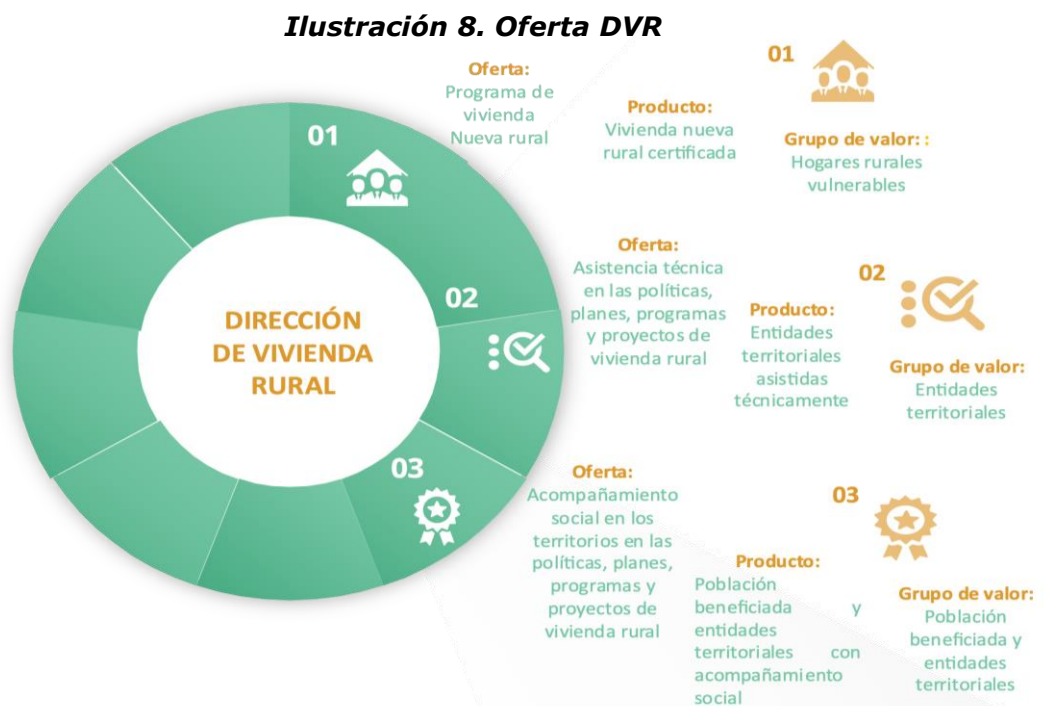 Ilustración 8. Oferta DVR
DIRECCIÓN
DE VIVIENDA
RURAL
01
Oferta:
Programa de
vivienda
Nueva rural
Producto:
Vivienda nueva
rural certificada
01
Grupo de valor: :
Hogares rurales
vulnerables
02
Oferta:
Asistencia técnica
en las políticas,
planes, programas
y proyectos de
vivienda rural
Producto:
Entidades
territoriales
asistidas
técnicamente
02
Grupo de valor:
Entidades
territoriales
03
Oferta:
Acompañamiento
social en los
territorios en las
políticas, planes,
programas y
proyectos de
vivienda rural
Producto:
Población
beneficiada y
entidades
territoriales con
acompañamiento
social
03
Grupo de valor:
Población
beneficiada y
entidades
territoriales